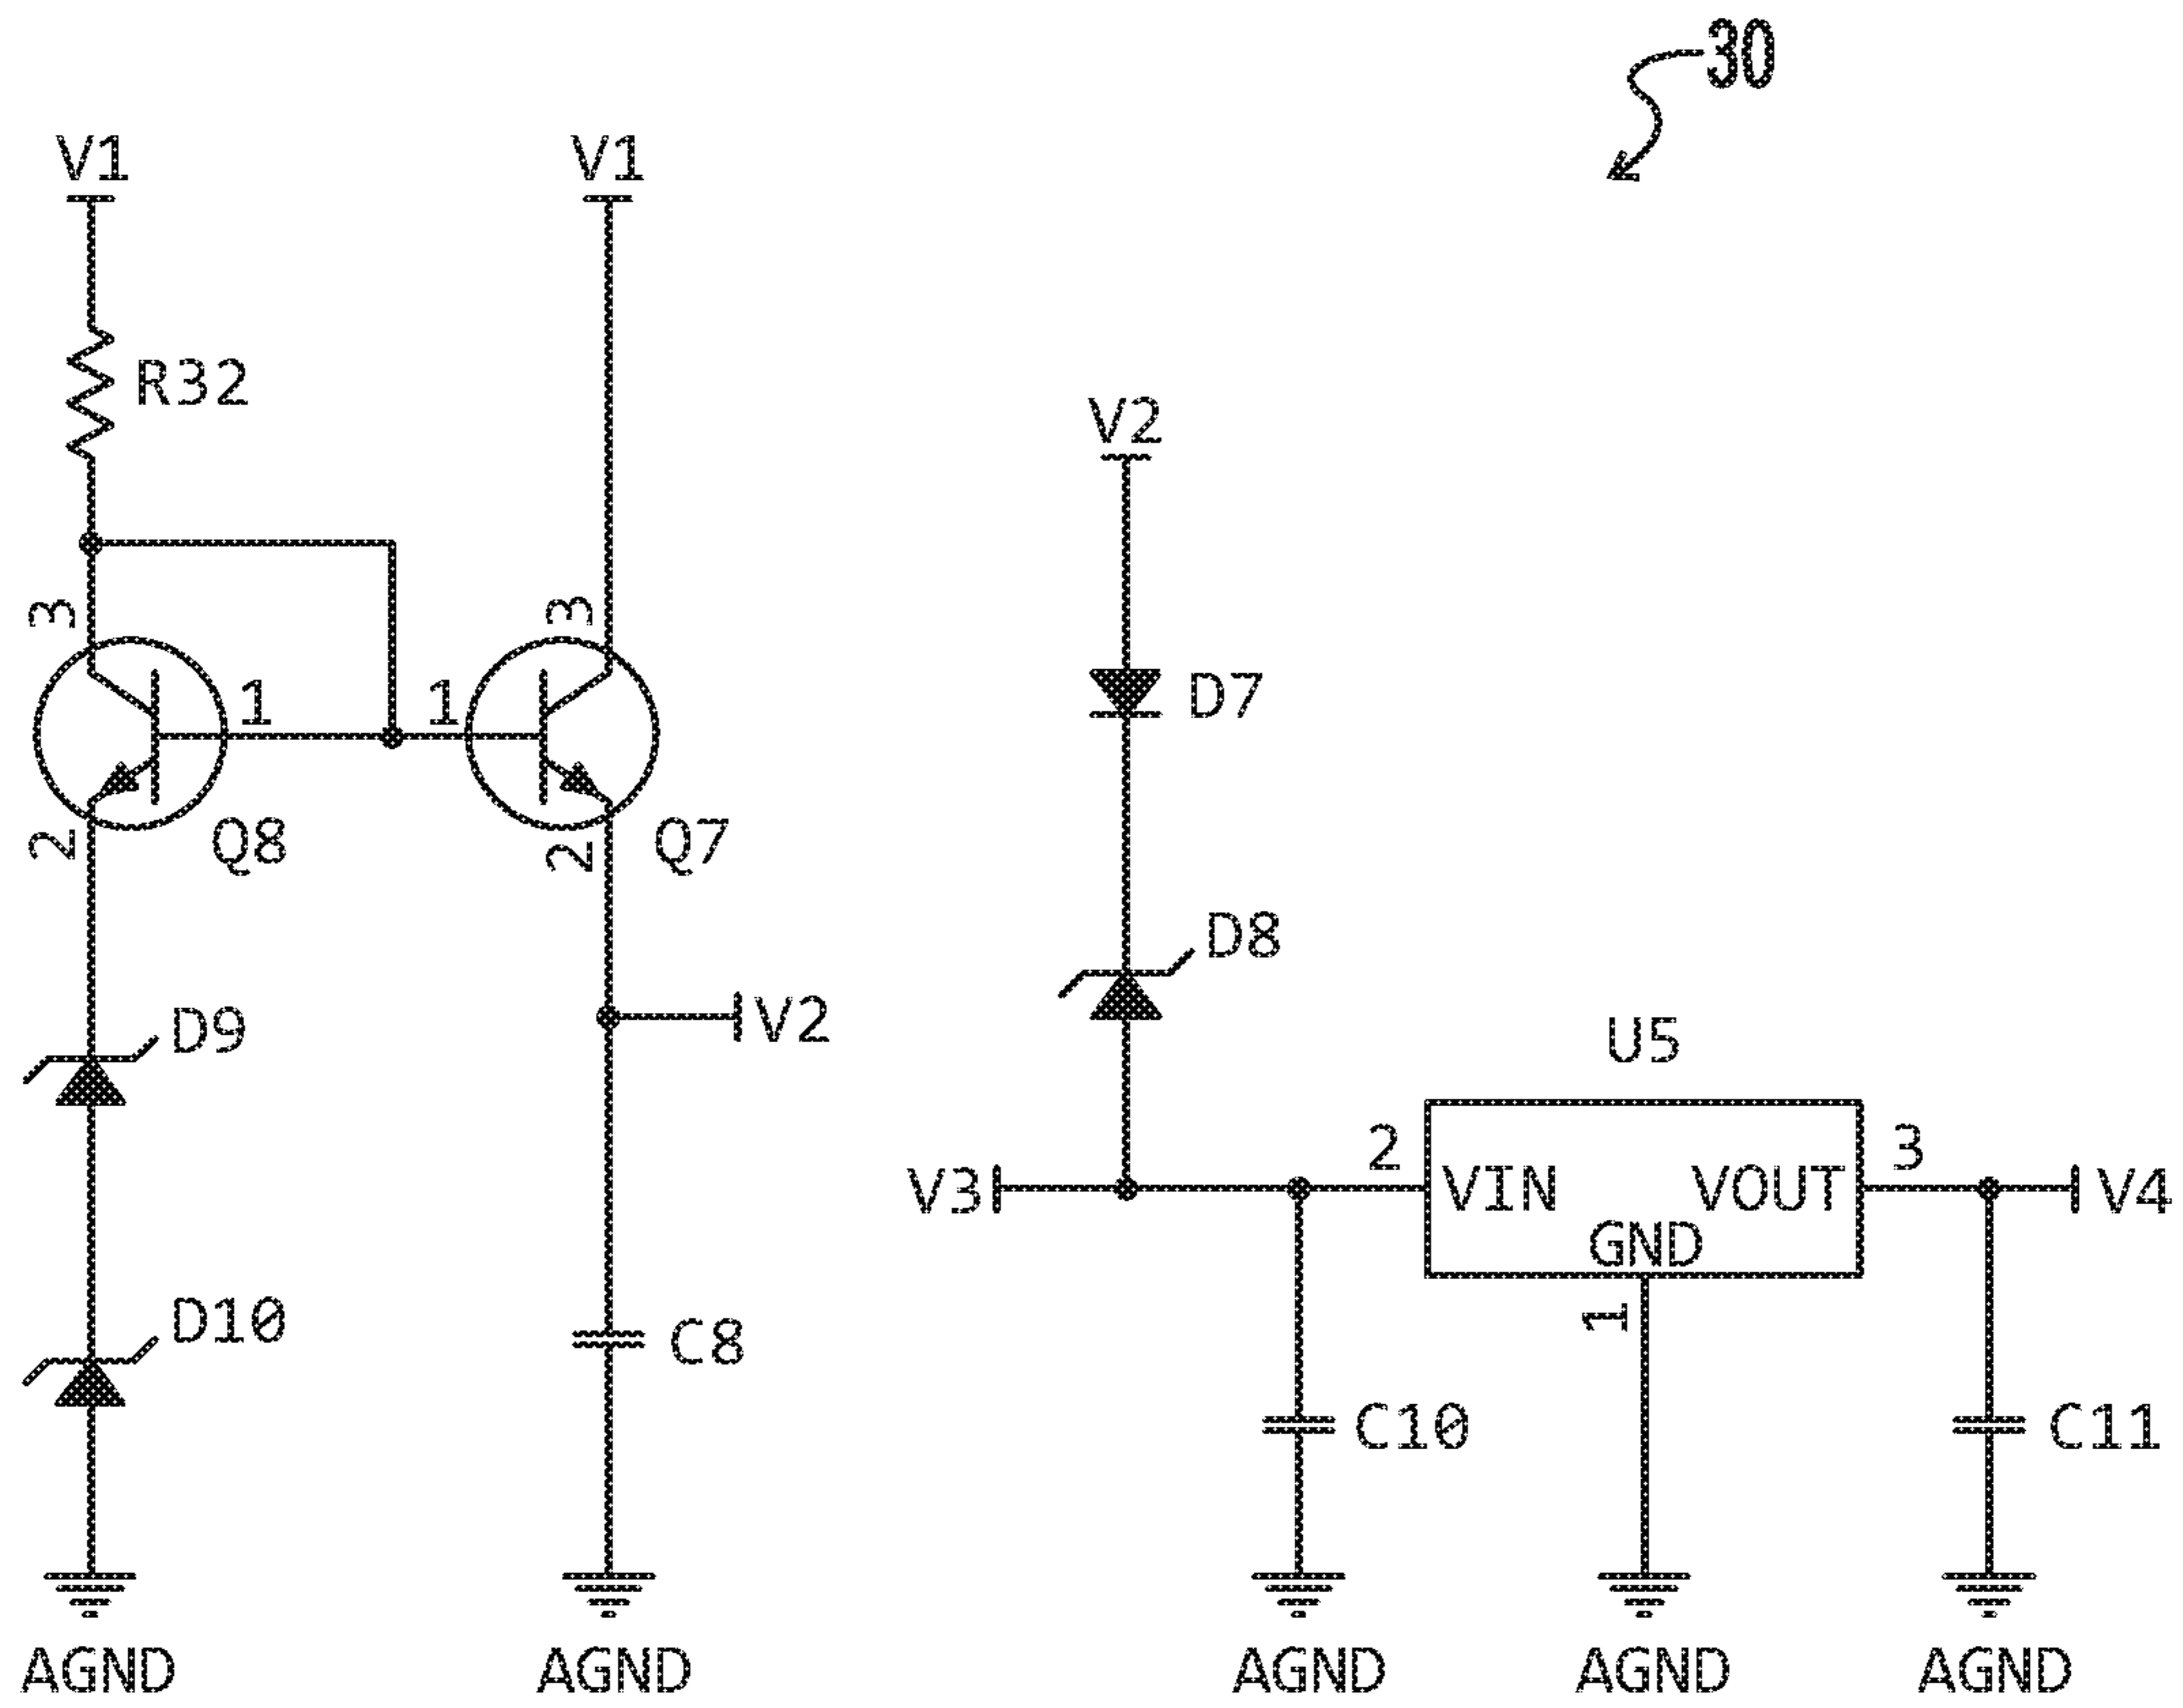 30
V1 V1
R32
V2
3 3
1 1
D7
Q8 Q7
2 2
D8
D9 V2
U5
2 3
V3 VIN VOUT V4
GND
1
D10 C8
C10 C11
AGND AGND AGND AGND AGND